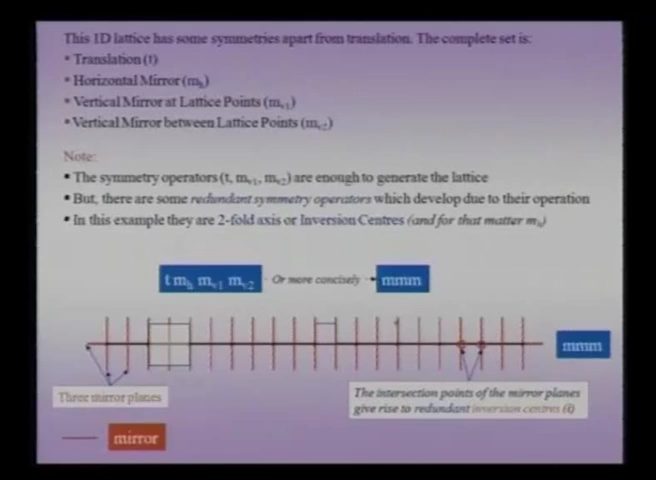 This 1D lattice has some symmetries apart from translation. The complete set is:
▪ Translation (t)
▪ Horizontal Mirror (mh)
▪ Vertical Mirror at Lattice Points (mv1)
▪ Vertical Mirror between Lattice Points (mv2)
Note:
▪ The symmetry operators (t, mv1, mv2) are enough to generate the lattice
▪ But, there are some redundant symmetry operators which develop due to their operation
▪ In this example they are 2-fold axis or Inversion Centres (and for that matter mh)
t mh mv1 mv2 Or more concisely mmm
mmm
Three mirror planes
The intersection points of the mirror planes
give rise to redundant inversion centres (i)
mirror